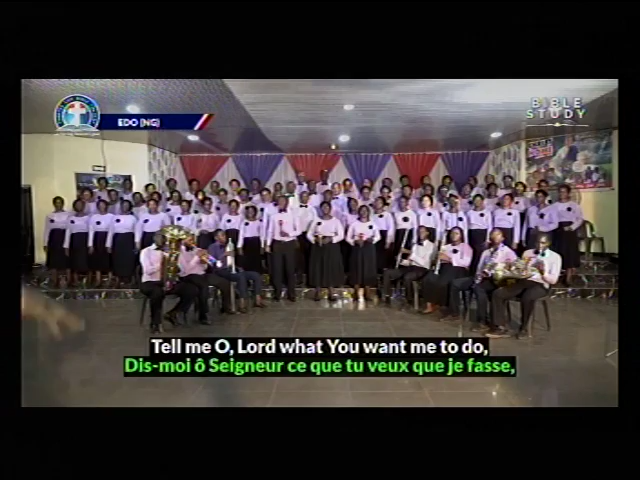 EDO [NG]
BIBLE
STUDY
Tell me O, Lord what You want me to do,
Dis-moi ô Seigneur ce que tu veux que je fasse,